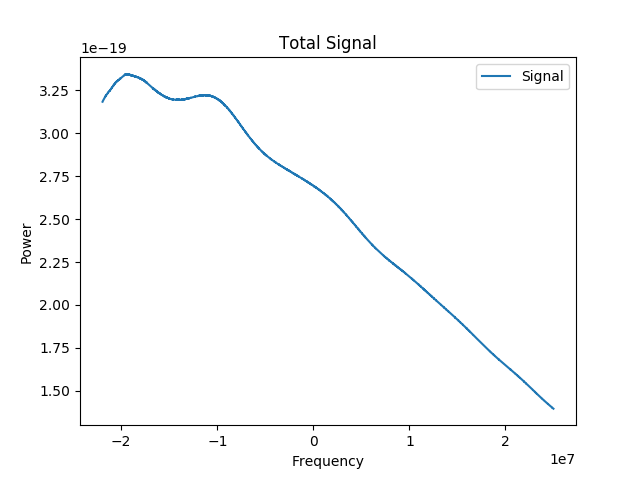 Total Signal
1e−19
Signal
3.25
3.00
2.75
2.50
2.25
2.00
1.75
1.50
Power
−2
−1
0
1
2
1e7
Frequency